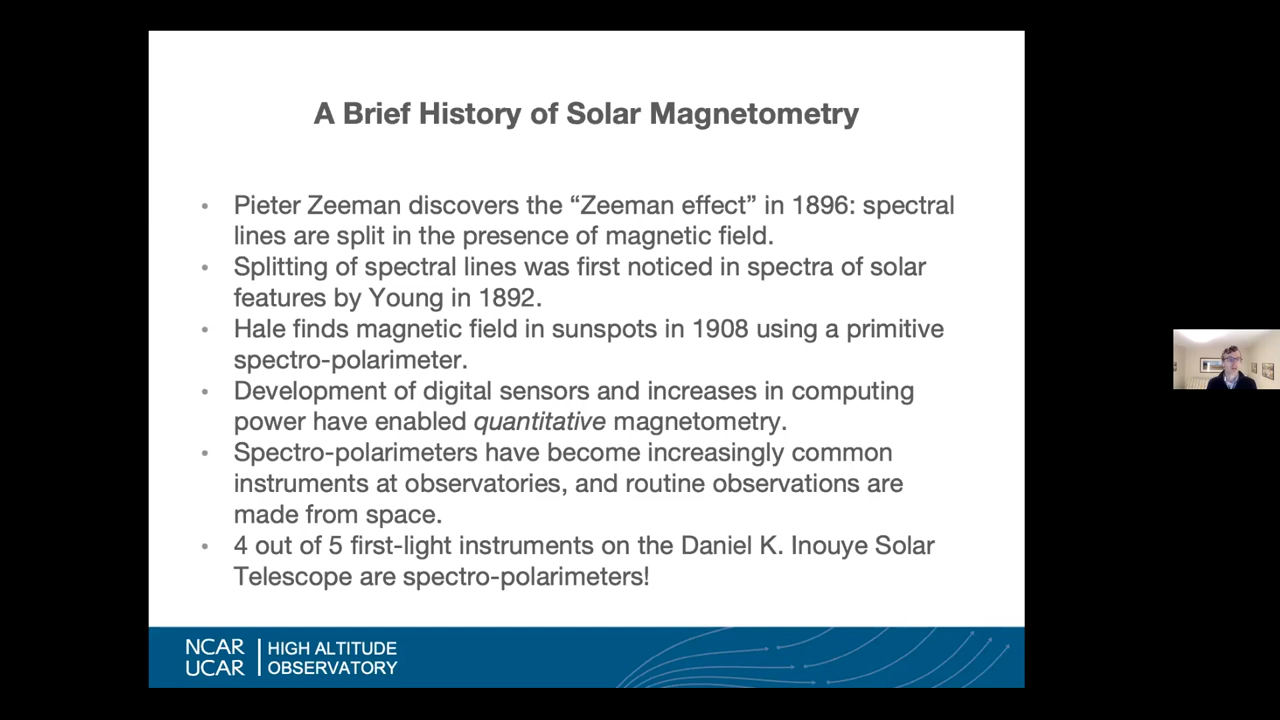 A Brief History of Solar Magnetometry
• Pieter Zeeman discovers the “Zeeman effect” in 1896: spectral
lines are split in the presence of magnetic field.
• Splitting of spectral lines was first noticed in spectra of solar
features by Young in 1892.
• Hale finds magnetic field in sunspots in 1908 using a primitive
spectro-polarimeter.
• Development of digital sensors and increases in computing
power have enabled quantitative magnetometry.
• Spectro-polarimeters have become increasingly common
instruments at observatories, and routine observations are
made from space.
• 4 out of 5 first-light instruments on the Daniel K. Inouye Solar
Telescope are spectro-polarimeters!
NCAR
UCAR
HIGH ALTITUDE
OBSERVATORY